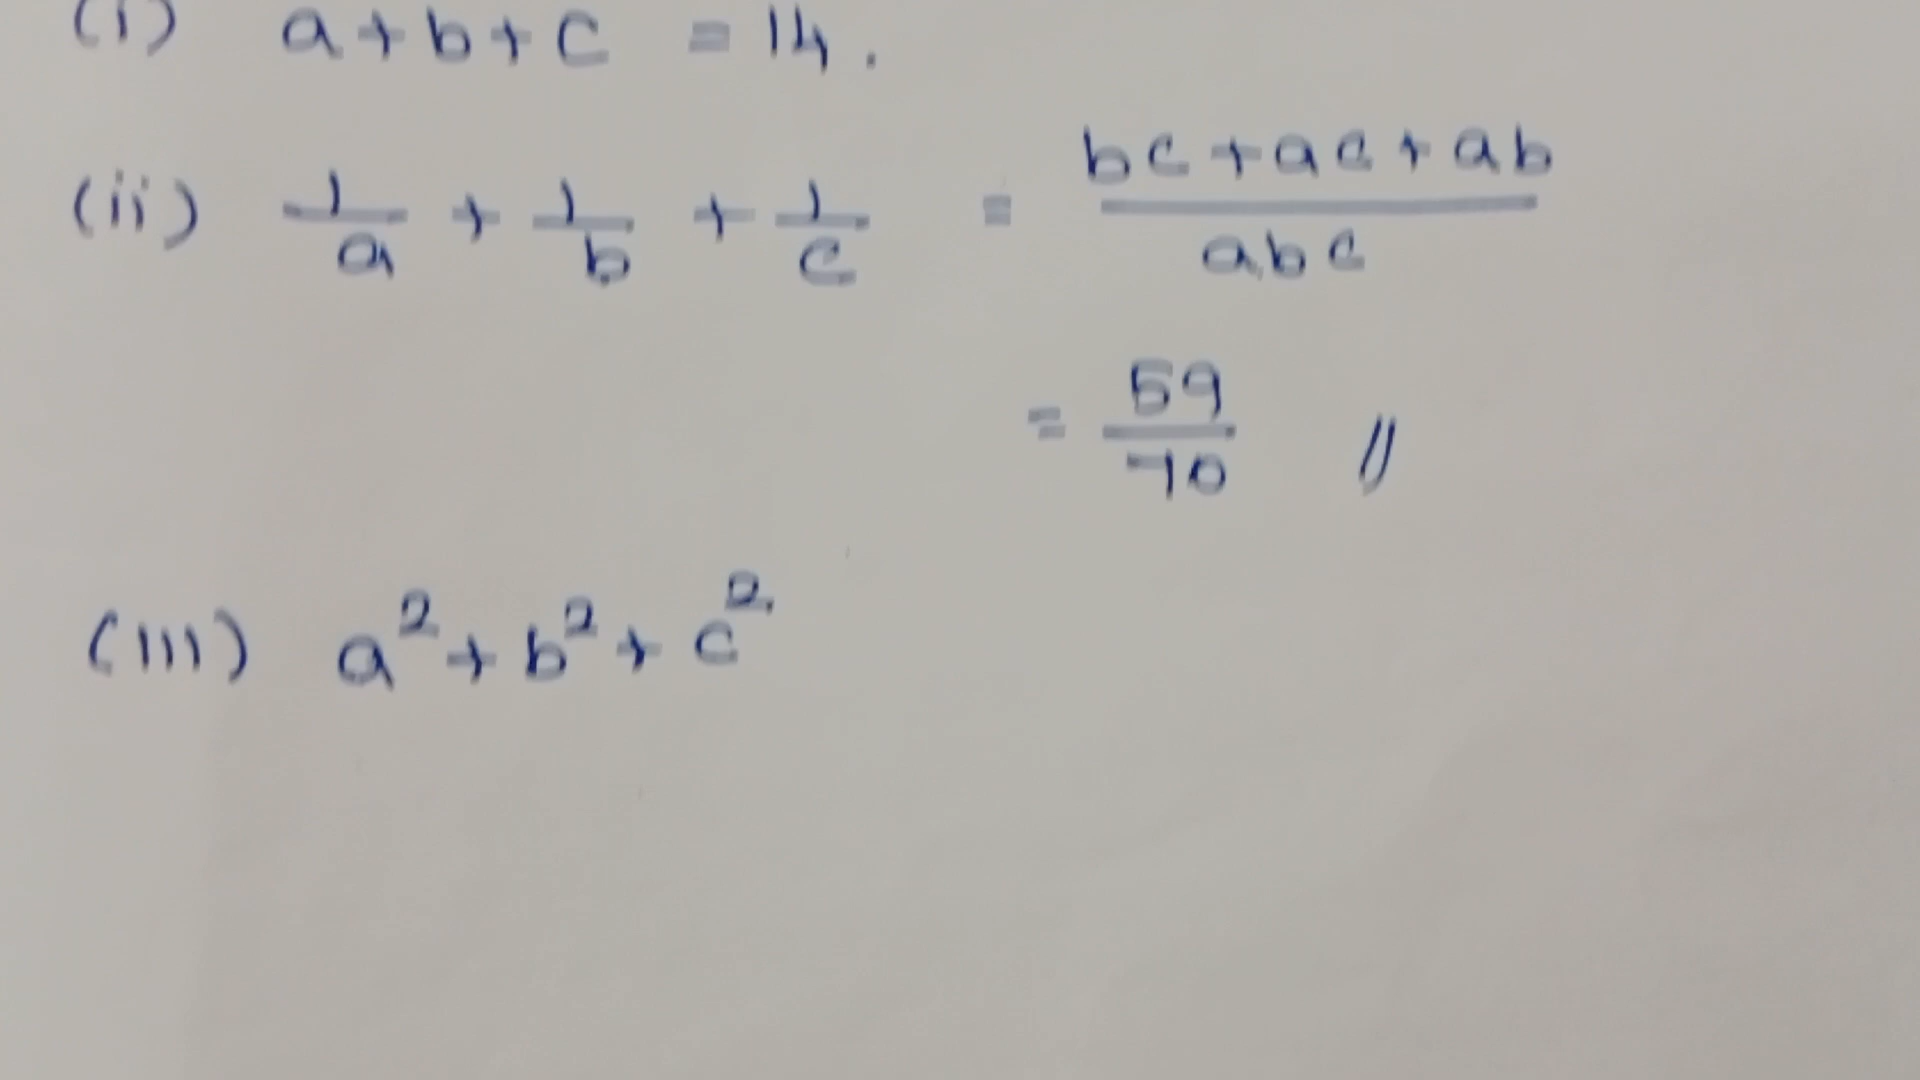 (i) a+b+c = 14.
(ii) 1/a + 1/b + 1/c = bc+ac+ab/abc
= 59/70 //
(III) a²+b²+c²